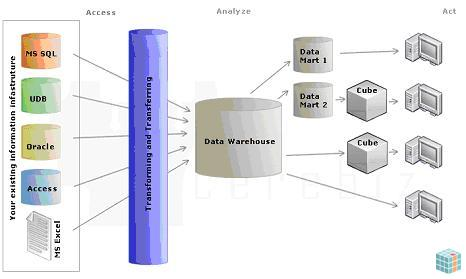 Access
Analyze
Act
Your existing information infastruture
MS SQL
UDB
Oracle
Access
MS Excel
Transforming and Transferring
Data Warehouse
Data
Mart 1
Data
Mart 2
Cube
Cube